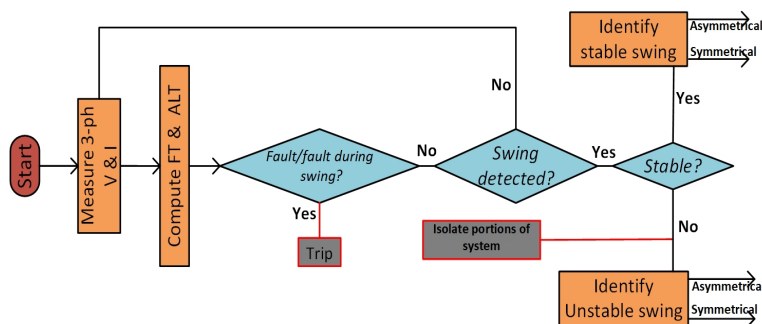 Start
Measure 3-ph
V & I
Compute FT & ALT
Fault/fault during
swing?
Yes
Trip
No
Swing
detected?
No
Yes
Stable?
Yes
Identify
stable swing
Asymmetrical
Symmetrical
No
Isolate portions of
system
Identify
Unstable swing
Asymmetrica
Symmetrical